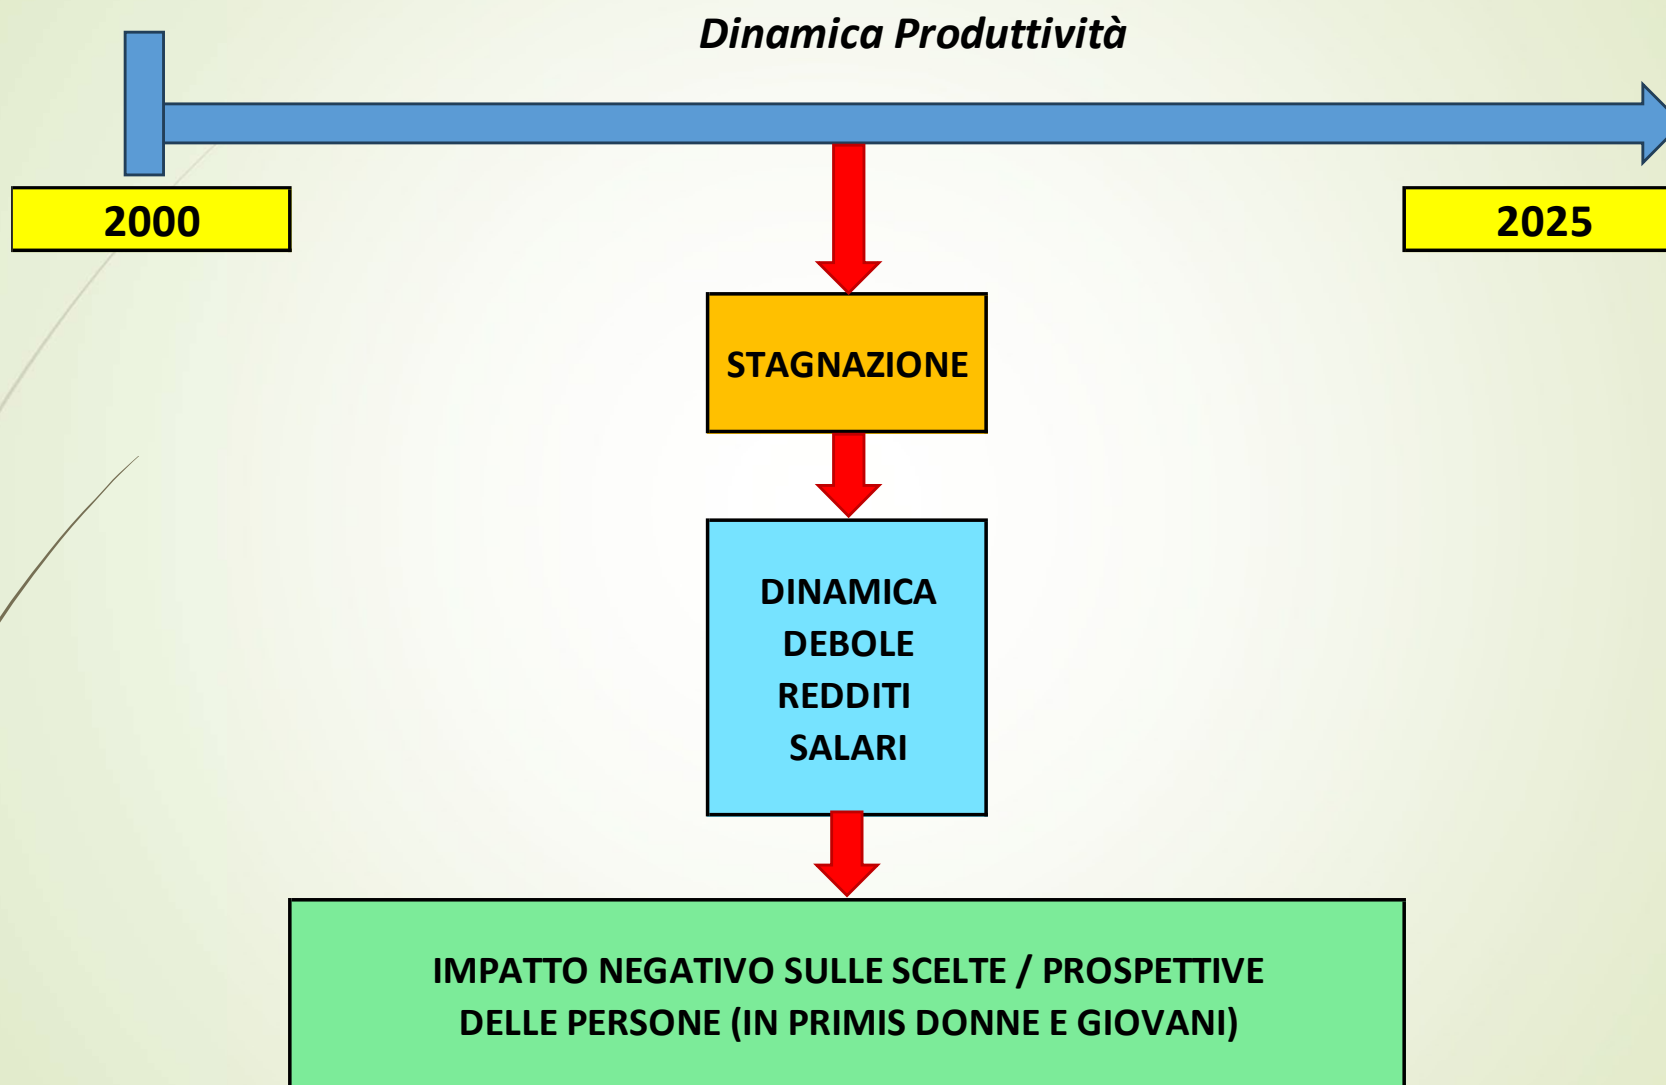 Dinamica Produttività
2000
2025
STAGNAZIONE
DINAMICA
DEBOLE
REDDITI
SALARI
IMPATTO NEGATIVO SULLE SCELTE / PROSPETTIVE
DELLE PERSONE (IN PRIMIS DONNE E GIOVANI)